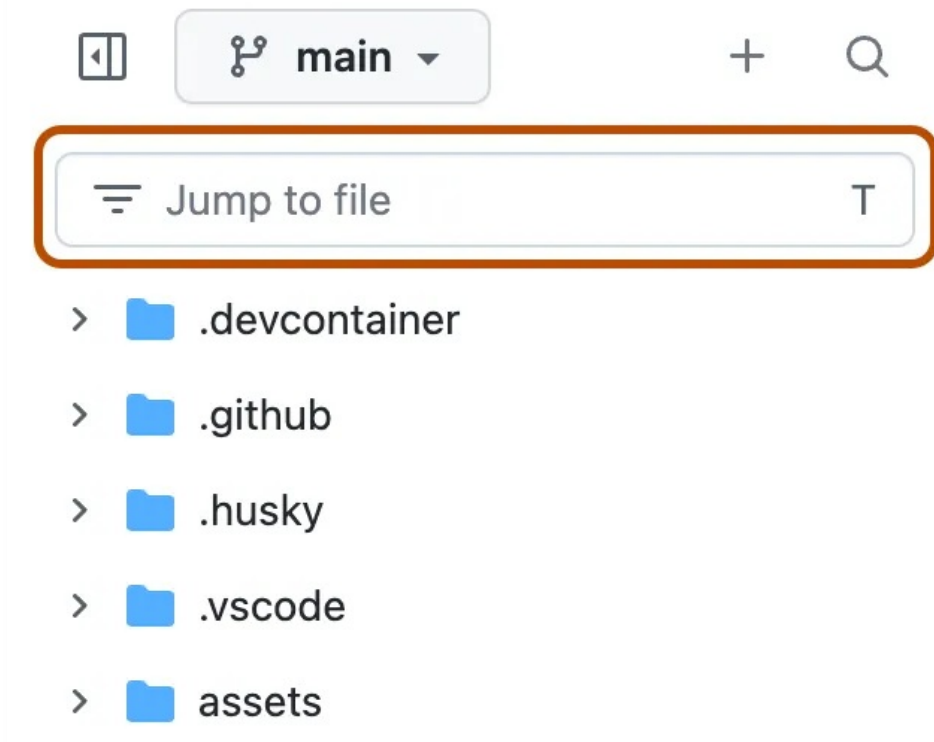 main
Jump to file T
.devcontainer
.github
.husky
.vscode
assets